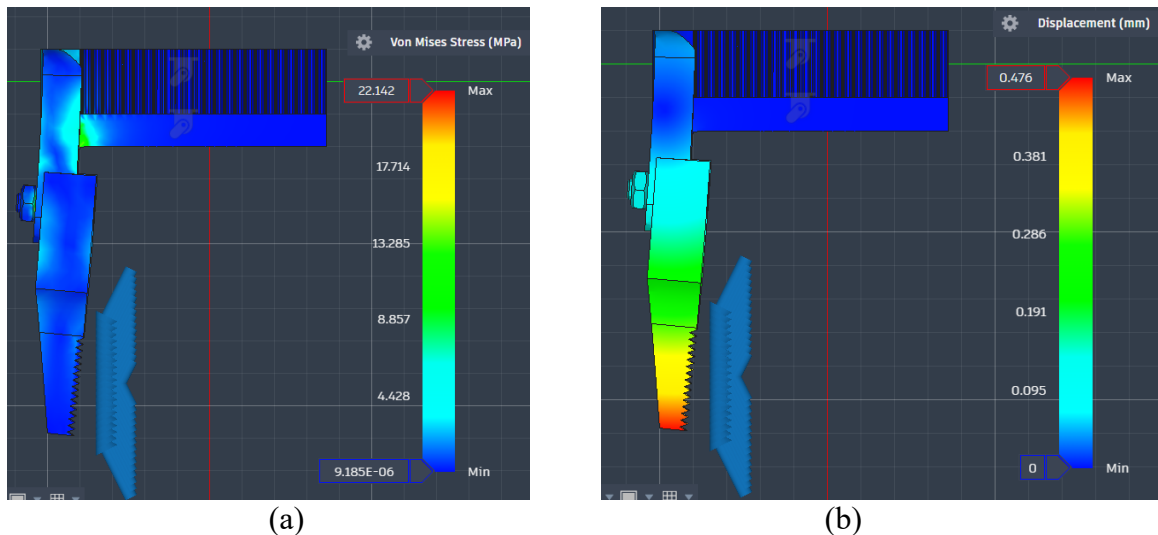 Von Mises Stress (MPa)
22.142
Max
17.714
13.285
8.857
4.428
9.185E-06
Min
(a)
Displacement (mm)
0.476
Max
0.381
0.286
0.191
0.095
0
Min
(b)